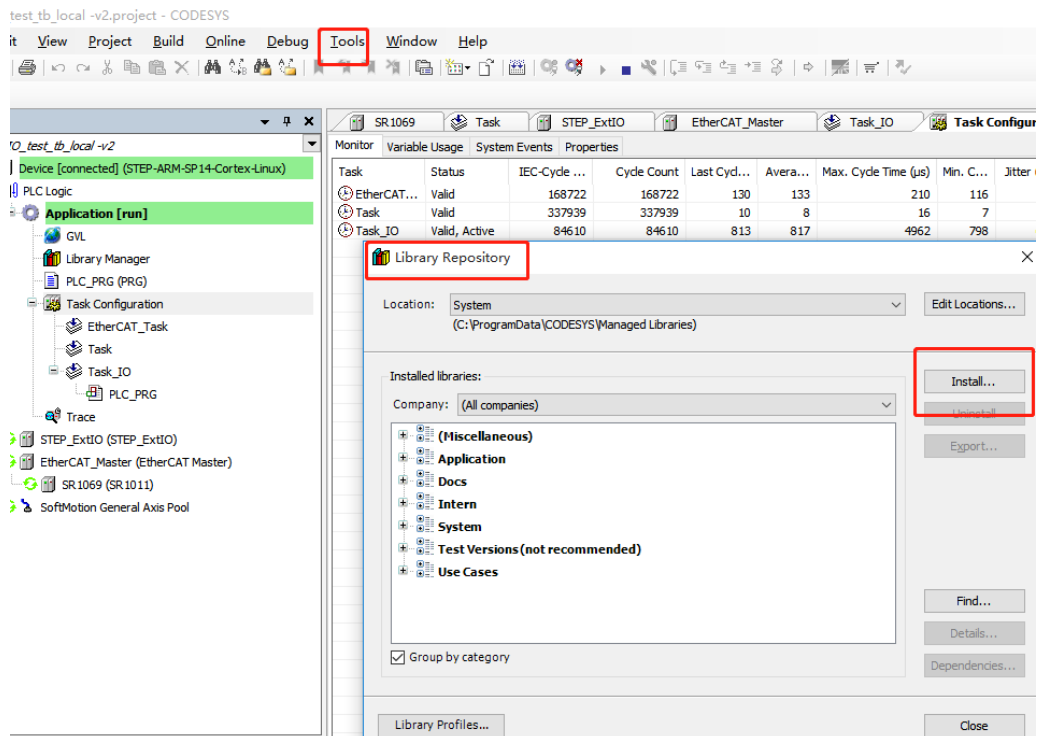 test_tb_local -v2.project - CODESYS
it View Project Build Online Debug Tools Window Help
IO_test_tb_local -v2
Device [connected] (STEP-ARM-SP14-Cortex-Linux)
PLC Logic
Application [run]
GVL
Library Manager
PLC_PRG (PRG)
Task Configuration
EtherCAT_Task
Task
Task_IO
PLC_PRG
Trace
STEP_ExtIO (STEP_ExtIO)
EtherCAT_Master (EtherCAT Master)
SR1069 (SR1011)
SoftMotion General Axis Pool
SR1069 Task STEP_ExtIO EtherCAT_Master Task_IO Task Configur
Monitor Variable Usage System Events Properties
Task Status IEC-Cycle ... Cycle Count Last Cycl... Avera... Max. Cycle Time (µs) Min. C... Jitter
EtherCAT... Valid 168722 168722 130 133 210 116
Task Valid 337939 337939 10 8 16 7
Task_IO Valid, Active 84610 84610 813 817 4962 798
Library Repository
Location: System Edit Locations...
(C:\ProgramData\CODESYS\Managed Libraries)
Installed libraries:
Install...
Company: (All companies)
Uninstall
(Miscellaneous)
Export...
Application
Docs
Intern
System
Test Versions(not recommended)
Use Cases
Find...
Details...
Group by category
Dependencies...
Library Profiles... Close